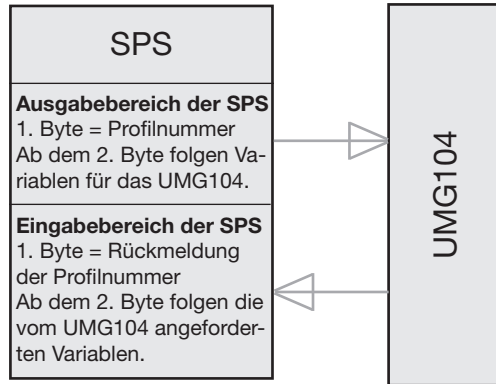 SPS
Ausgabebereich der SPS
1. Byte = Profilnummer
Ab dem 2. Byte folgen Va-
riablen für das UMG104.
Eingabebereich der SPS
1. Byte = Rückmeldung
der Profilnummer
Ab dem 2. Byte folgen die
vom UMG104 angeforder-
ten Variablen.
UMG104